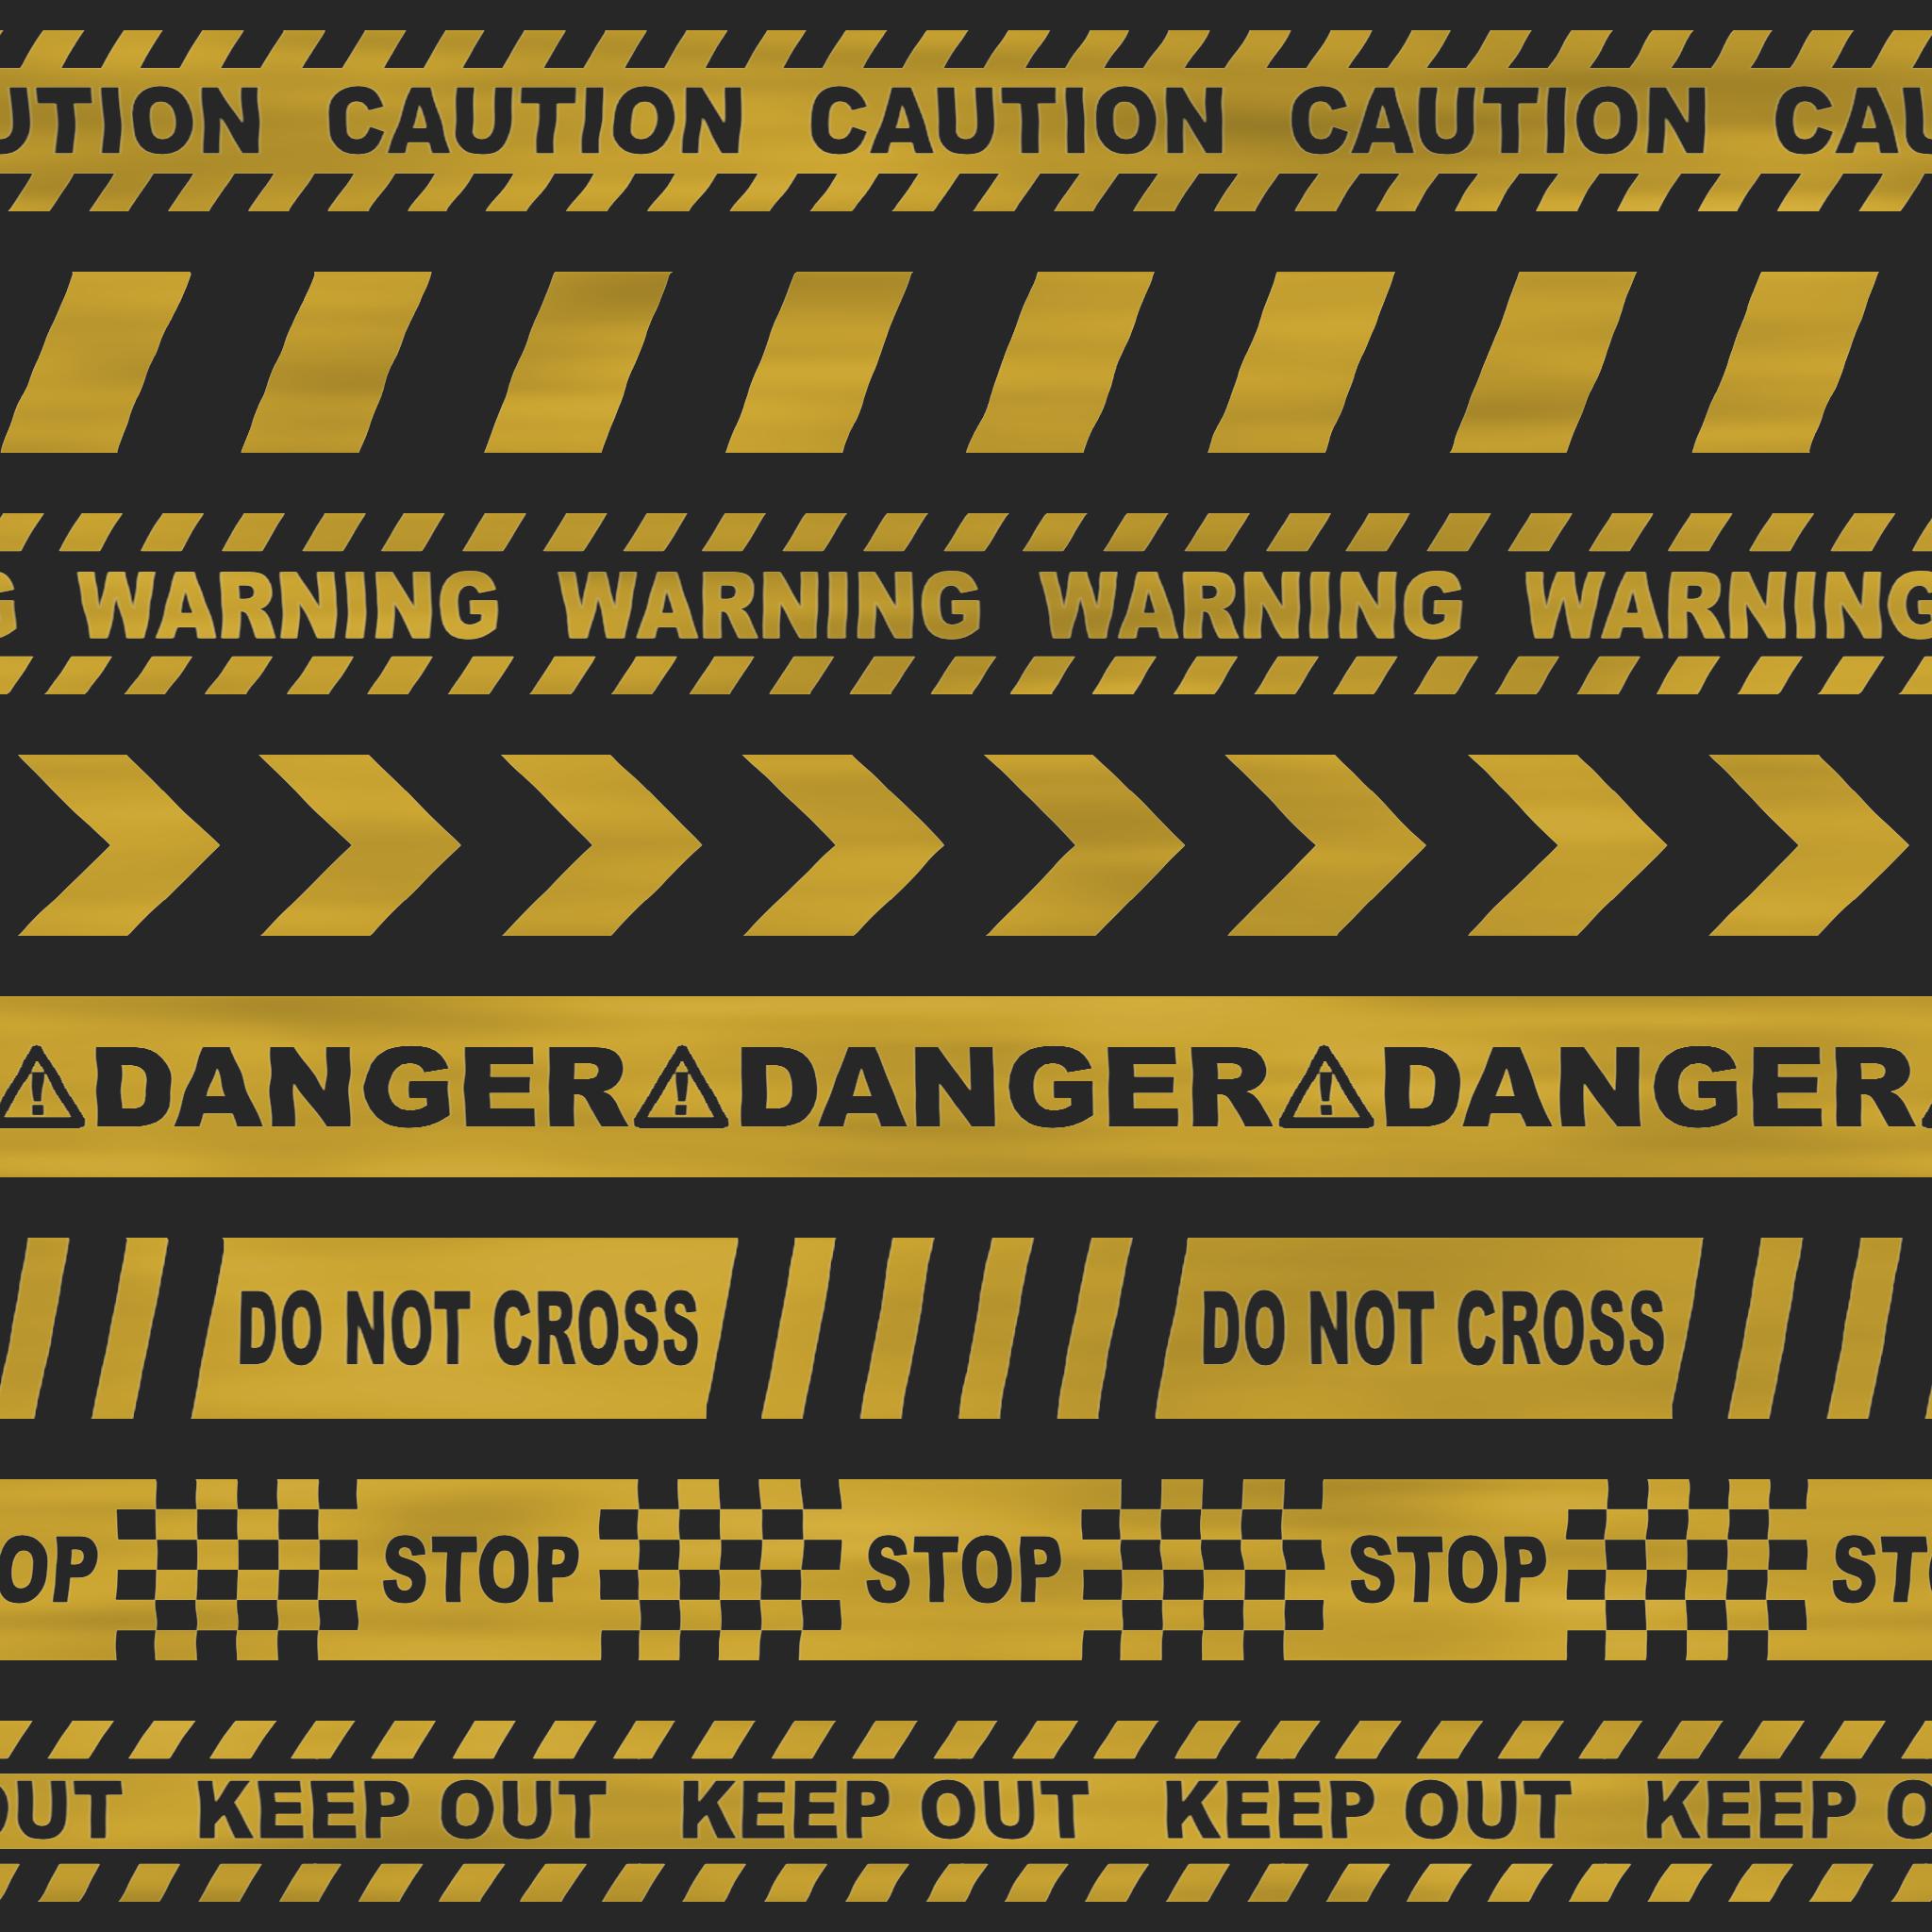 UTION CAUTION CAUTION CAUTION CAU
G WARNING WARNING WARNING WARNING
DANGER DANGER DANGER
DO NOT CROSS DO NOT CROSS
OP STOP STOP STOP STO
OUT KEEP OUT KEEP OUT KEEP OUT KEEP O